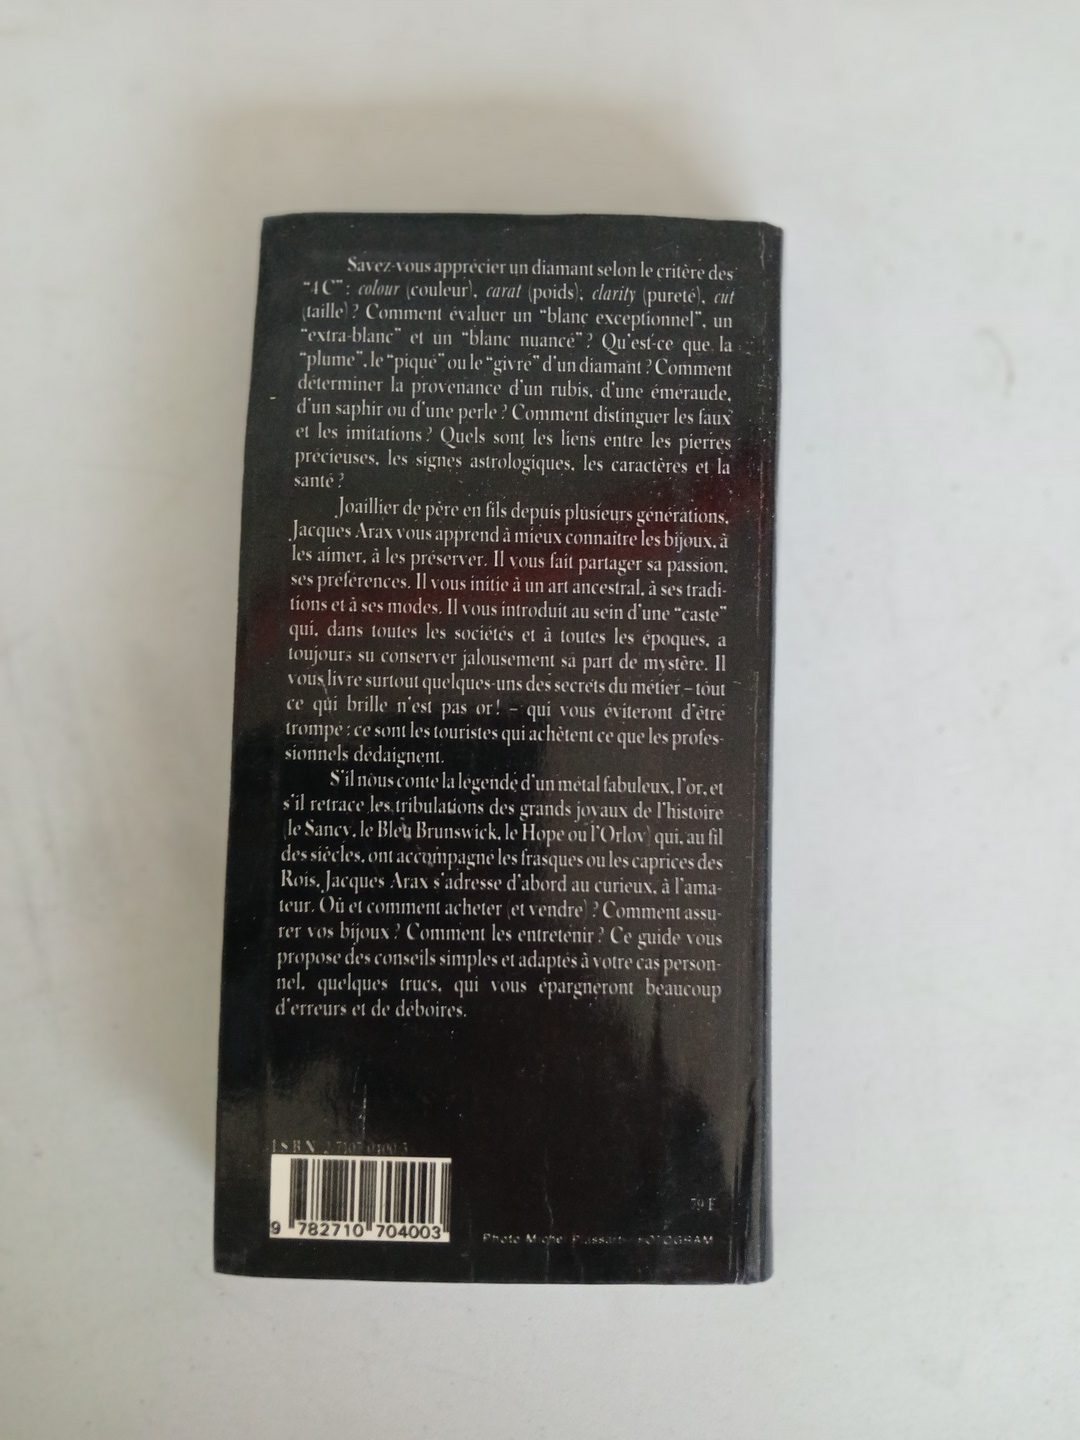 Savez-vous apprécier un diamant selon le critère des
"4 C" : colour (couleur), carat (poids), clarity (pureté), cut
(taille) ? Comment évaluer un "blanc exceptionnel", un
"extra-blanc" et un "blanc nuancé" ? Qu'est-ce que la
"plume", le "piqué" ou le "givre" d'un diamant ? Comment
déterminer la provenance d'un rubis, d'une émeraude,
d'un saphir ou d'une perle ? Comment distinguer les faux
et les imitations ? Quels sont les liens entre les pierres
précieuses, les signes astrologiques, les caractères et la
santé ?
Joaillier de père en fils depuis plusieurs générations,
Jacques Arax vous apprend à mieux connaître les bijoux, à
les aimer, à les préserver. Il vous fait partager sa passion,
ses préférences. Il vous initie à un art ancestral, à ses tradi-
tions et à ses modes. Il vous introduit au sein d'une "caste"
qui, dans toutes les sociétés et à toutes les époques, a
toujours su conserver jalousement sa part de mystère. Il
vous livre surtout quelques-uns des secrets du métier – tout
ce qui brille n'est pas or ! – qui vous éviteront d'être
trompé : ce sont les touristes qui achètent ce que les profes-
sionnels dédaignent.
S'il nous conte la légende d'un métal fabuleux, l'or, et
s'il retrace les tribulations des grands joyaux de l'histoire
(le Sancy, le Bleu Brunswick, le Hope ou l'Orlov) qui, au fil
des siècles, ont accompagné les frasques ou les caprices des
Rois, Jacques Arax s'adresse d'abord au curieux, à l'ama-
teur. Où et comment acheter (et vendre) ? Comment assu-
rer vos bijoux ? Comment les entretenir ? Ce guide vous
propose des conseils simples et adaptés à votre cas person-
nel, quelques trucs, qui vous épargneront beaucoup
d'erreurs et de déboires.
ISBN 2-7107-0400-3
9 782710 704003
79 F
Photo Michel Plassart FOTOGRAM